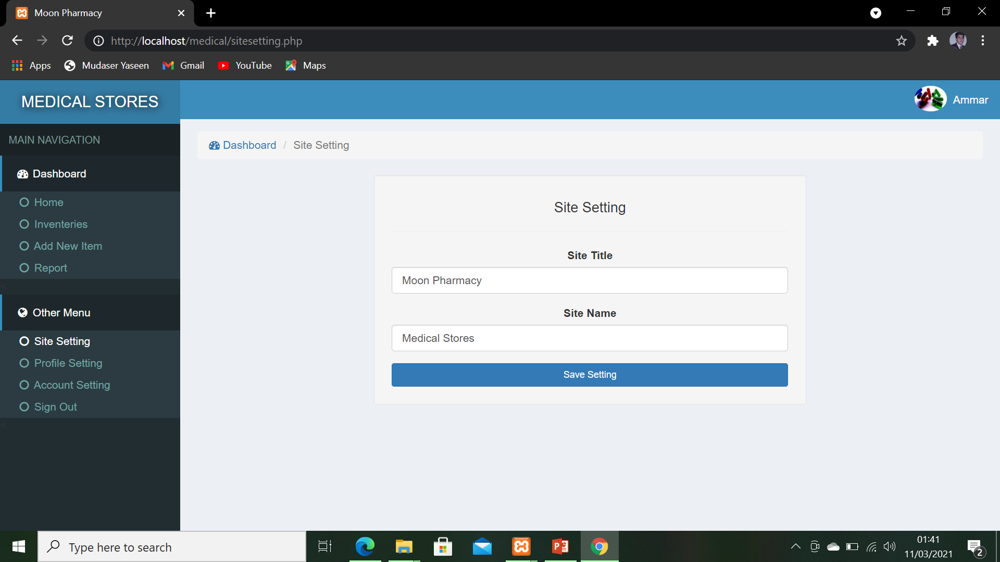 Moon Pharmacy
http://localhost/medical/sitesetting.php
Apps
Mudaser Yaseen
Gmail
YouTube
Maps
MEDICAL STORES
Ammar
MAIN NAVIGATION
Dashboard / Site Setting
Dashboard
Home
Inventeries
Add New Item
Report
<
Other Menu
Site Setting
Profile Setting
Account Setting
Sign Out
<
Site Setting
Site Title
Moon Pharmacy
Site Name
Medical Stores
Save Setting
Type here to search
01:41
11/03/2021
2